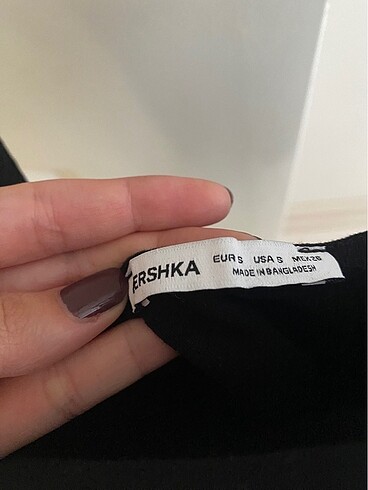 ERSHKA
EUR S USA S MEX 26
MADE IN BANGLADESH